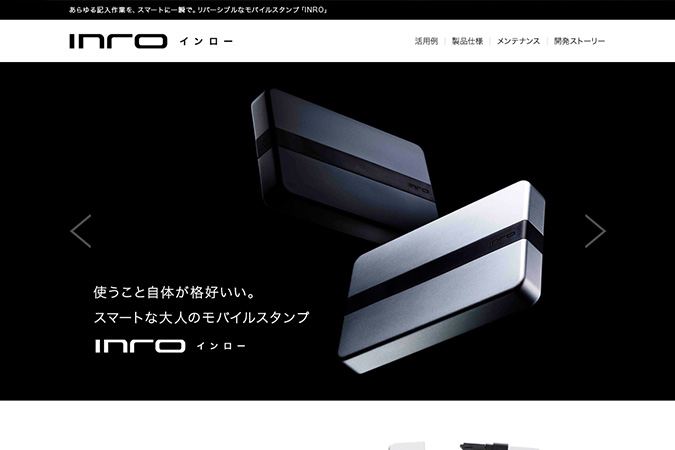 あらゆる記入作業を、スマートに一瞬で。リバーシブルなモバイルスタンプ「INRO」
INRO インロー
活用例 | 製品仕様 | メンテナンス | 開発ストーリー
INRO
INRO
使うこと自体が格好いい。
スマートな大人のモバイルスタンプ
INRO インロー